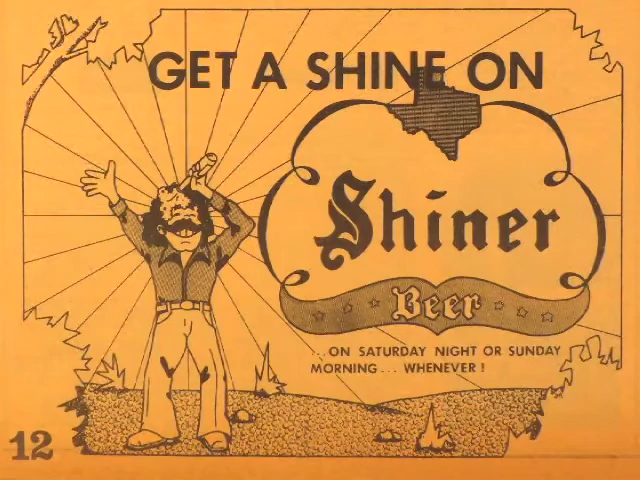 GET A SHINE ON
Shiner
Beer
...ON SATURDAY NIGHT OR SUNDAY
MORNING... WHENEVER!
12